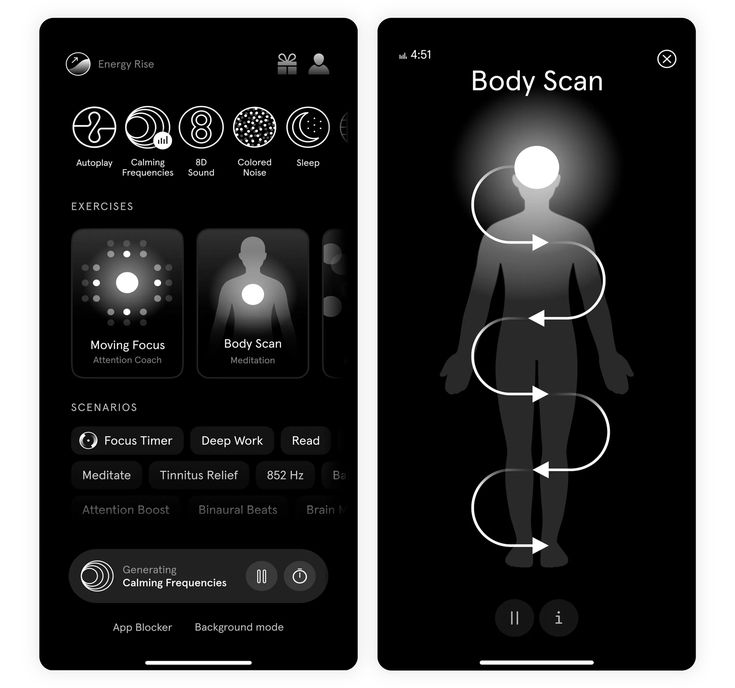 Energy Rise
Autoplay
Calming
Frequencies
8D
Sound
Colored
Noise
Sleep
EXERCISES
Moving Focus
Attention Coach
Body Scan
Meditation
SCENARIOS
Focus Timer
Deep Work
Read
Meditate
Tinnitus Relief
852 Hz
Ba
Attention Boost
Binaural Beats
Brain M
Generating
Calming Frequencies
App Blocker
Background mode
4:51
Body Scan
i